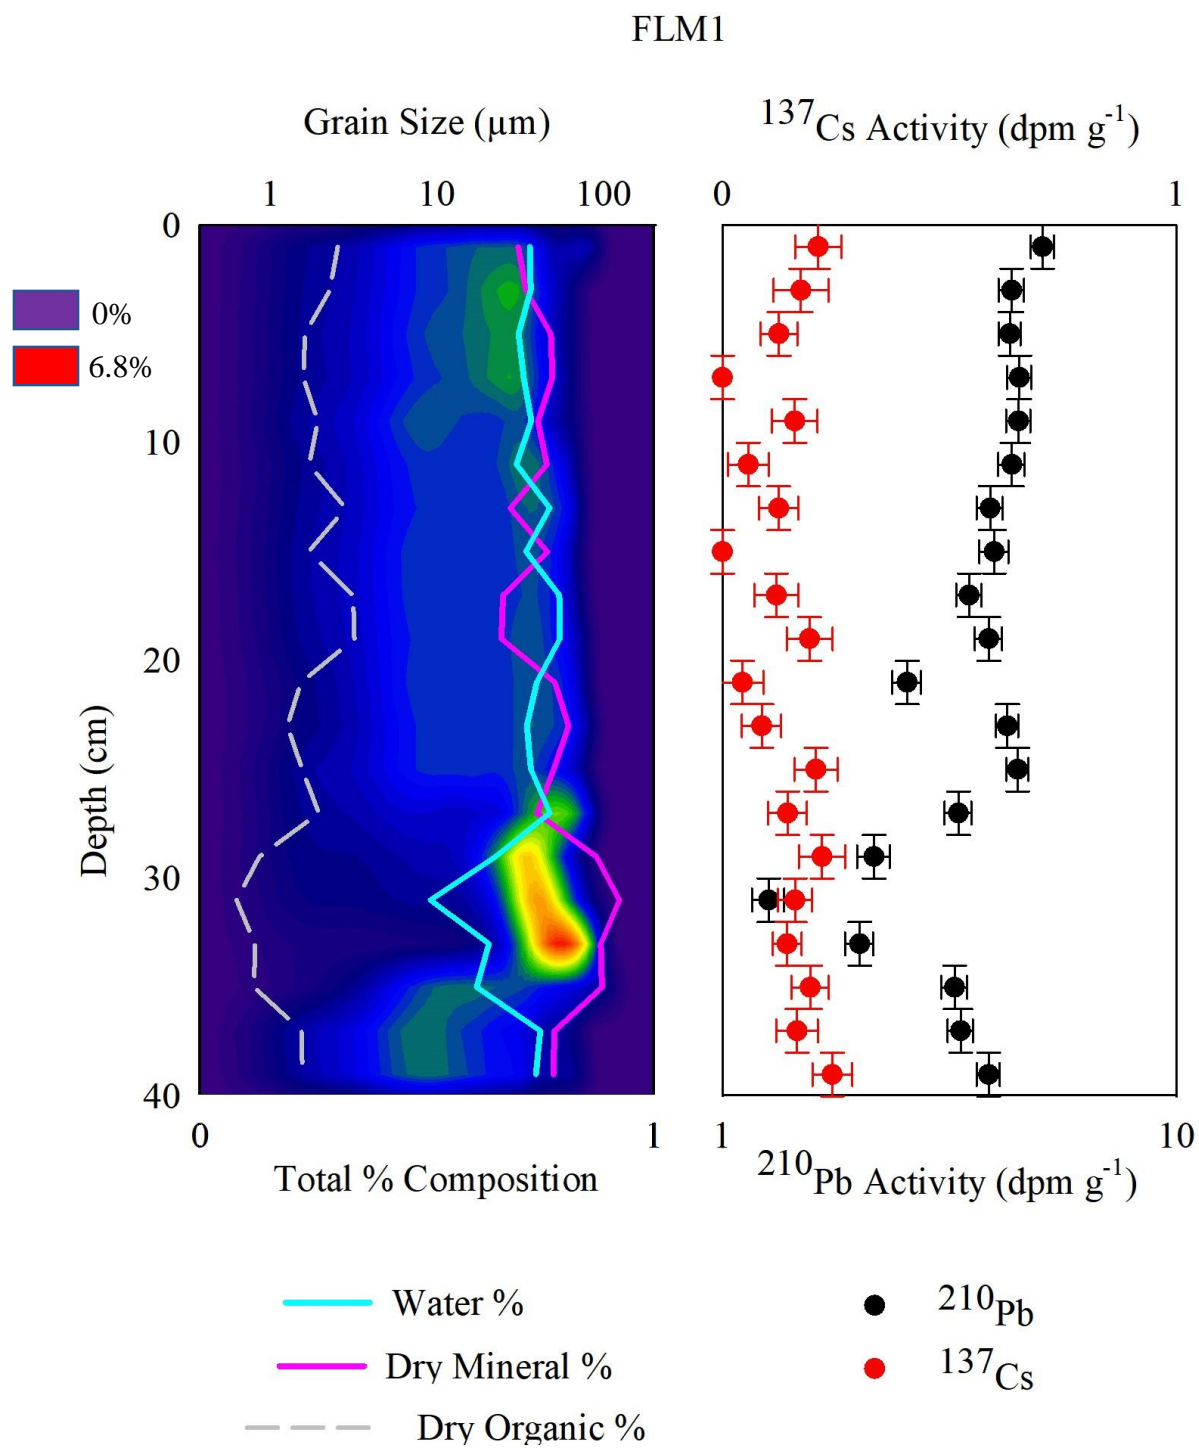 FLM1
Grain Size (µm)
137Cs Activity (dpm g-1)
1 10 100
0 1
0
10
20
30
40
0%
6.8%
Depth (cm)
0 1
1 10
Total % Composition
210Pb Activity (dpm g-1)
Water %
Dry Mineral %
Dry Organic %
210Pb
137Cs